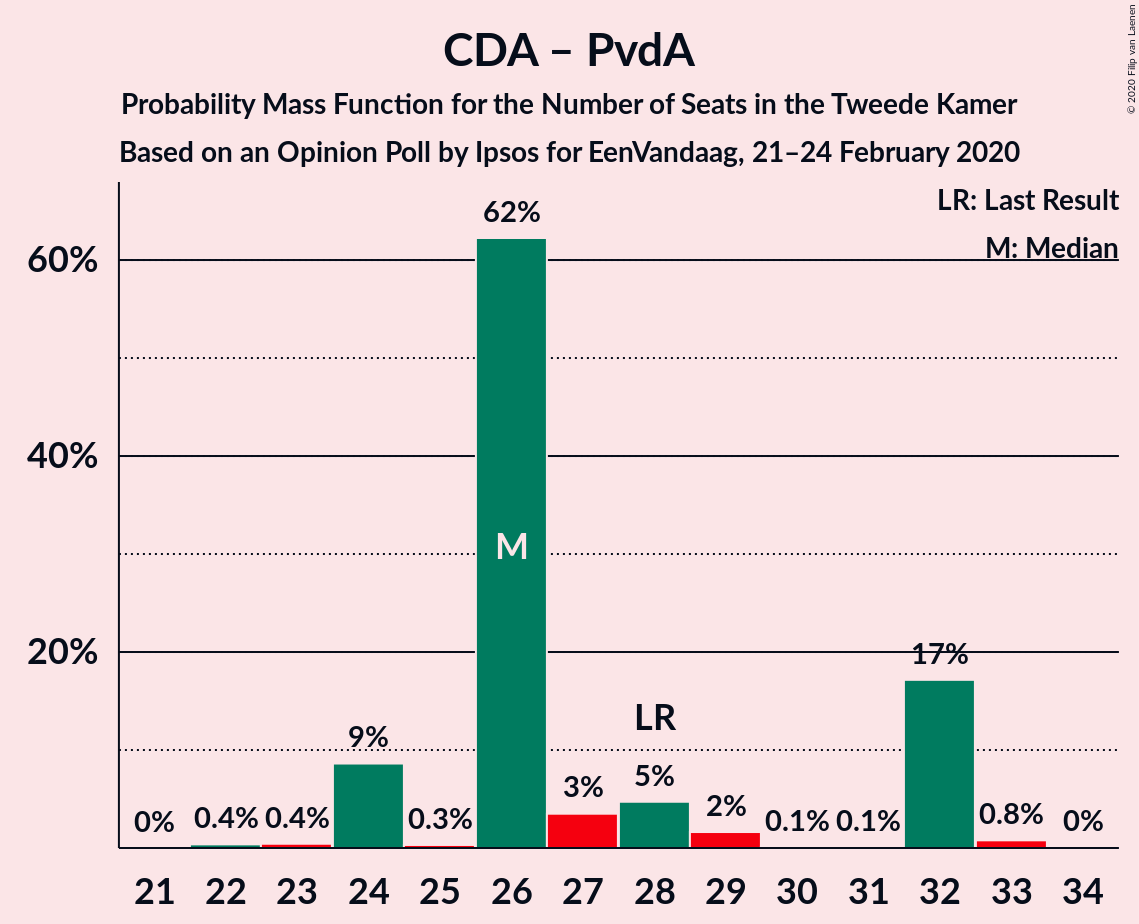 CDA – PvdA
Probability Mass Function for the Number of Seats in the Tweede Kamer
Based on an Opinion Poll by Ipsos for EenVandaag, 21–24 February 2020
© 2020 Filip van Laenen
LR: Last Result
M: Median
60%
40%
20%
0%
0.4%
0.4%
9%
0.3%
62%
M
3%
LR
5%
2%
0.1%
0.1%
17%
0.8%
0%
21 22 23 24 25 26 27 28 29 30 31 32 33 34